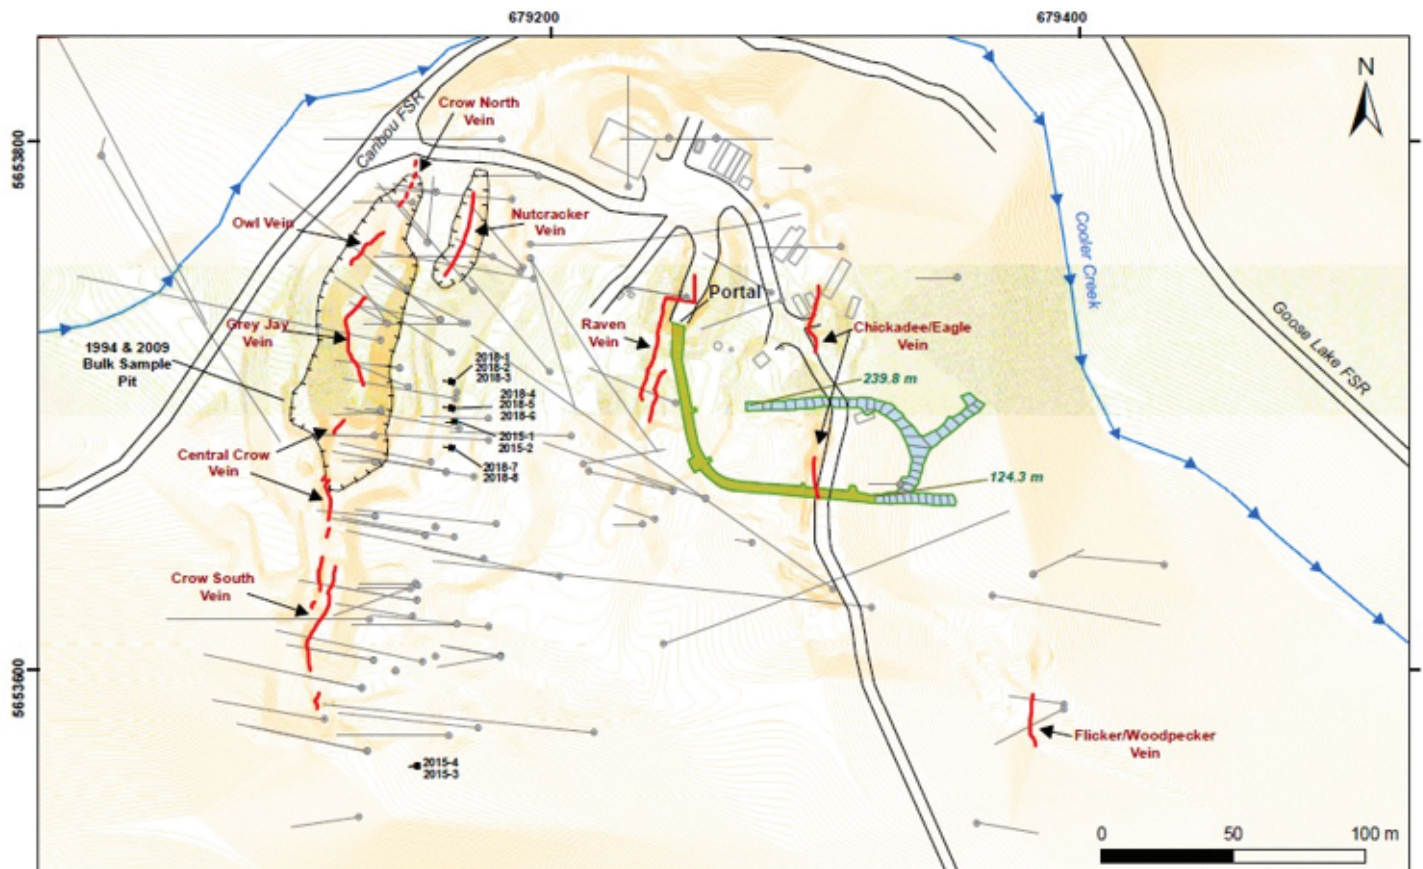 679200
679400
5653800
5653600
N
Caribou FSR
Crow North
Vein
Owl Vein
Nutcracker
Vein
Cooler Creek
Goose Lake FSR
Portal
Grey Jay
Vein
Raven
Vein
Chickadee/Eagle
Vein
1994 & 2009
Bulk Sample
Pit
2018-1
2018-2
2018-3
2018-4
2018-5
2018-6
2015-1
2015-2
2018-7
2018-8
239.8 m
124.3 m
Central Crow
Vein
Crow South
Vein
Flicker/Woodpecker
Vein
2015-4
2015-3
0
50
100 m